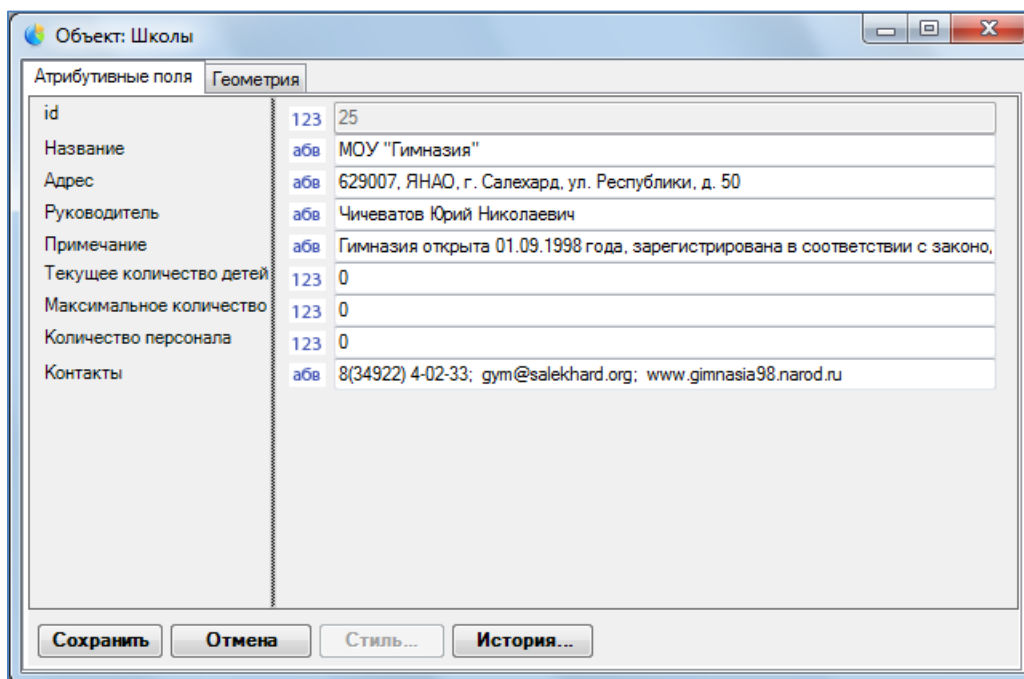 Объект: Школы
Атрибутивные поля Геометрия
id 123 25
Название абв МОУ "Гимназия"
Адрес абв 629007, ЯНАО, г. Салехард, ул. Республики, д. 50
Руководитель абв Чичеватов Юрий Николаевич
Примечание абв Гимназия открыта 01.09.1998 года, зарегистрирована в соответствии с законо,
Текущее количество детей 123 0
Максимальное количество 123 0
Количество персонала 123 0
Контакты абв 8(34922) 4-02-33; gym@salekhard.org; www.gimnasia98.narod.ru
Сохранить Отмена Стиль... История...